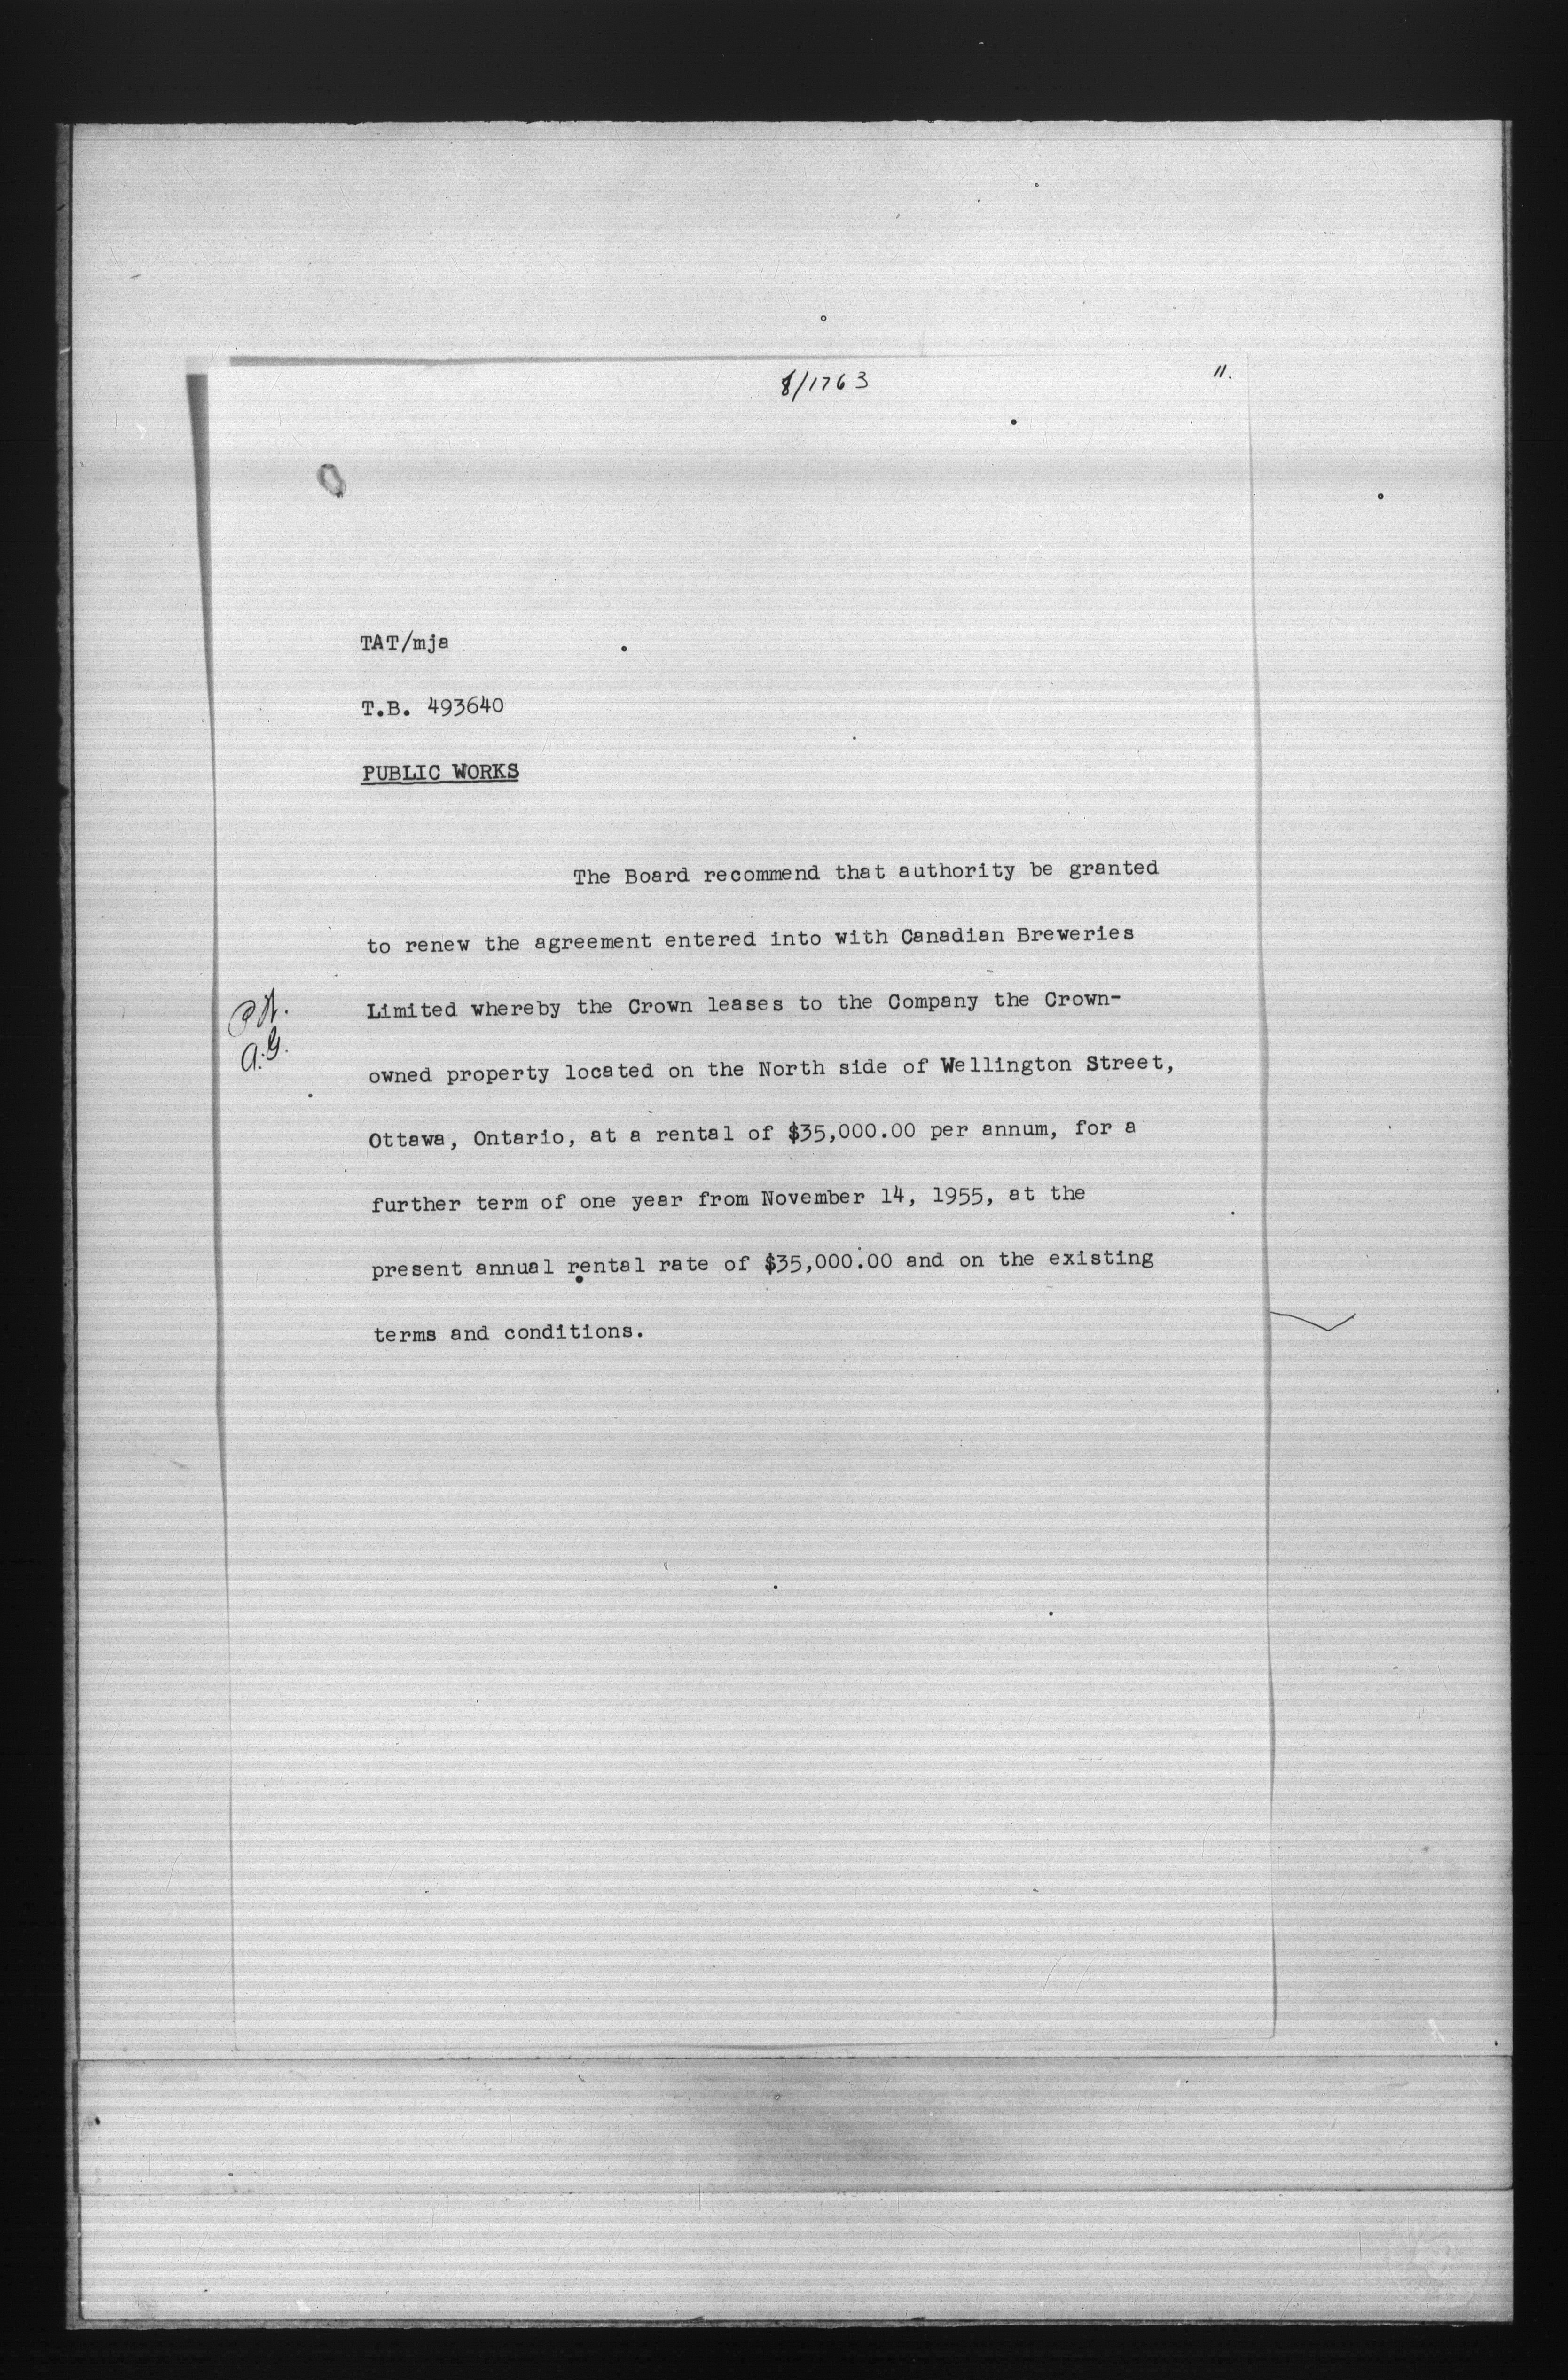 8/1763
11.
TAT/mja
T.B. 493640
PUBLIC WORKS
The Board recommend that authority be granted
to renew the agreement entered into with Canadian Breweries
Limited whereby the Crown leases to the Company the Crown-
owned property located on the North side of Wellington Street,
Ottawa, Ontario, at a rental of $35,000.00 per annum, for a
further term of one year from November 14, 1955, at the
present annual rental rate of $35,000.00 and on the existing
terms and conditions.